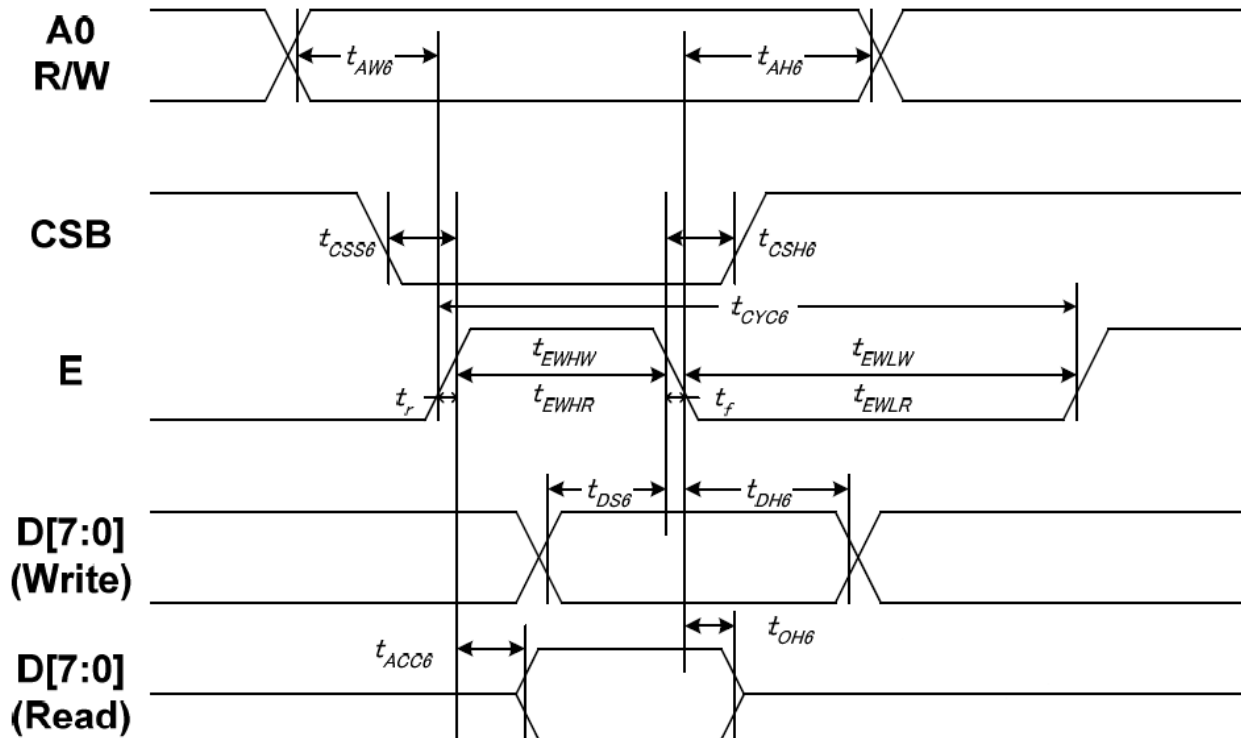 A0
R/W
tAW6
tAH6
CSB
tCSS6
tCSH6
tCYC6
E
tEWHW
tEWLW
tr
tEWHR
tf
tEWLR
D[7:0]
(Write)
tDS6
tDH6
D[7:0]
(Read)
tACC6
tOH6